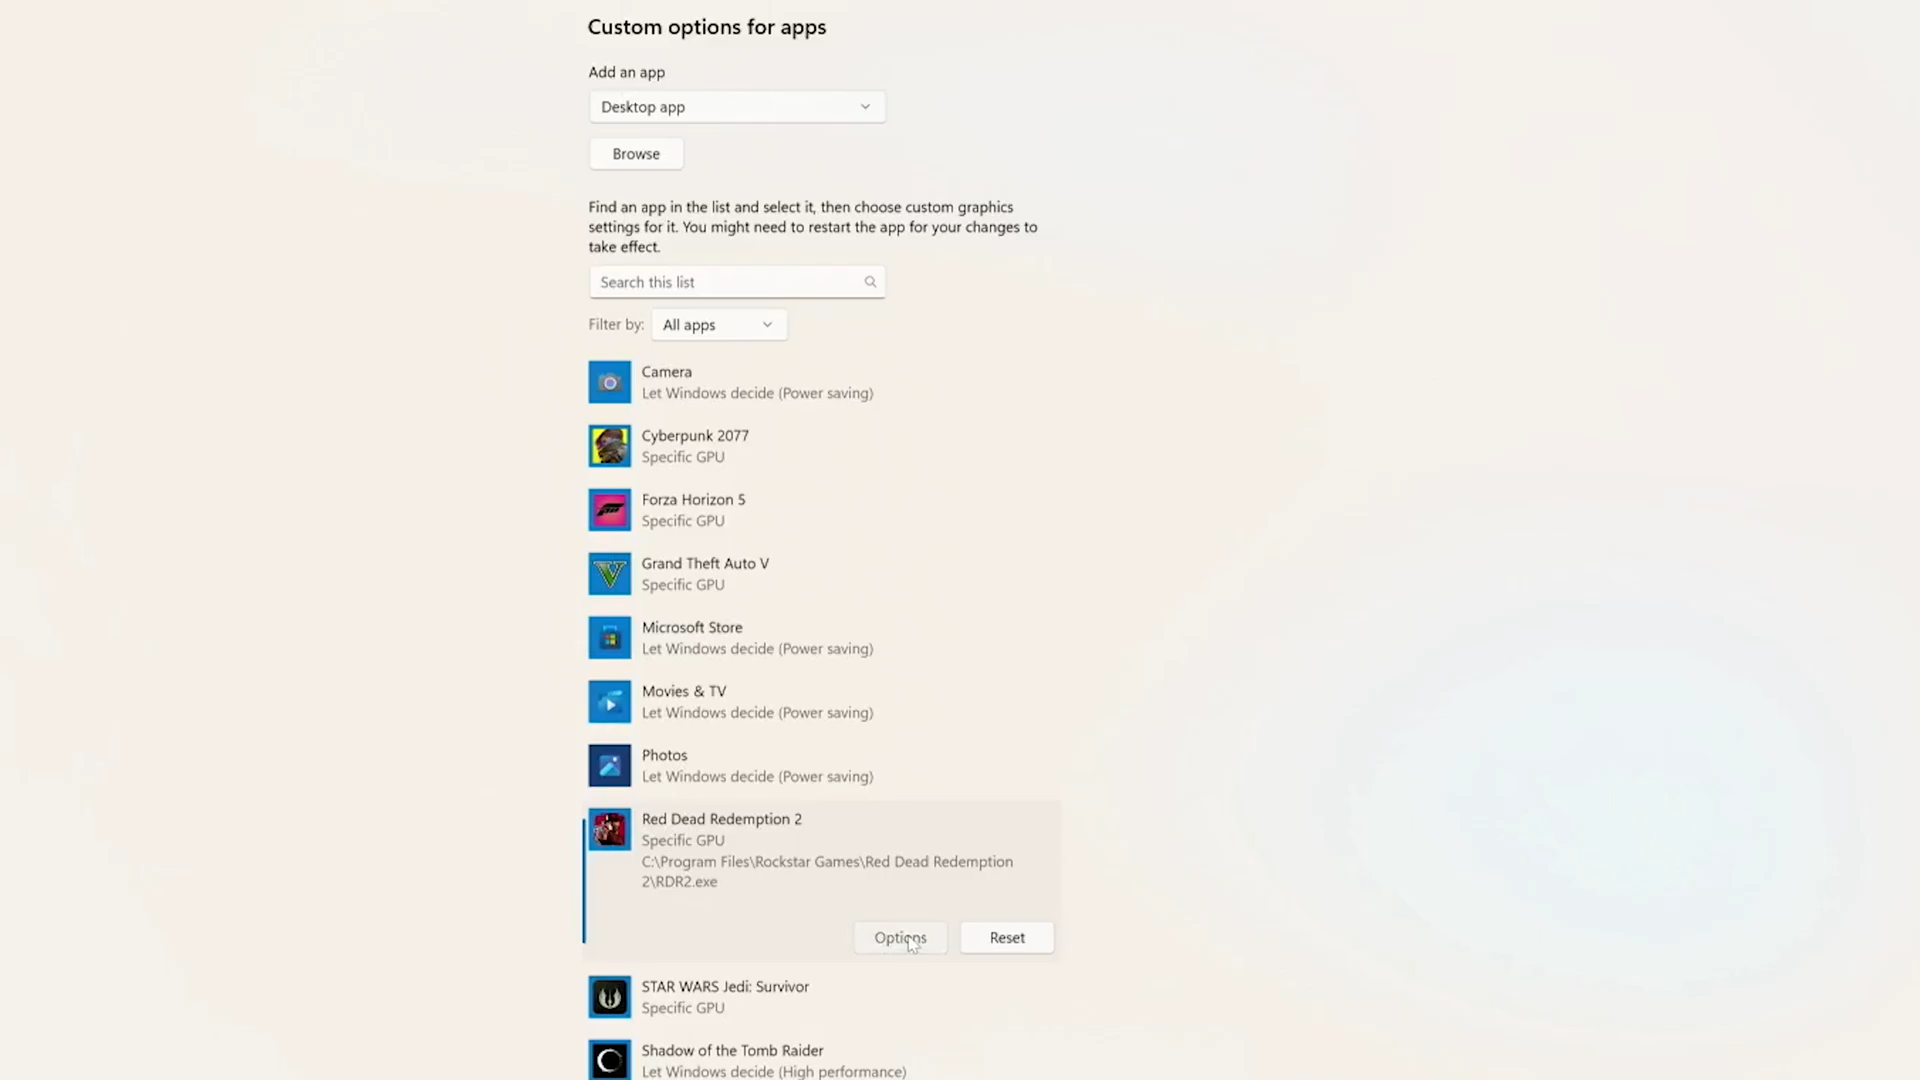 Custom options for apps
Add an app
Desktop app
Browse
Find an app in the list and select it, then choose custom graphics
settings for it. You might need to restart the app for your changes to
take effect.
Search this list
Filter by: All apps
Camera
Let Windows decide (Power saving)
Cyberpunk 2077
Specific GPU
Forza Horizon 5
Specific GPU
Grand Theft Auto V
Specific GPU
Microsoft Store
Let Windows decide (Power saving)
Movies & TV
Let Windows decide (Power saving)
Photos
Let Windows decide (Power saving)
Red Dead Redemption 2
Specific GPU
C:\Program Files\Rockstar Games\Red Dead Redemption
2\RDR2.exe
Options Reset
STAR WARS Jedi: Survivor
Specific GPU
Shadow of the Tomb Raider
Let Windows decide (High performance)